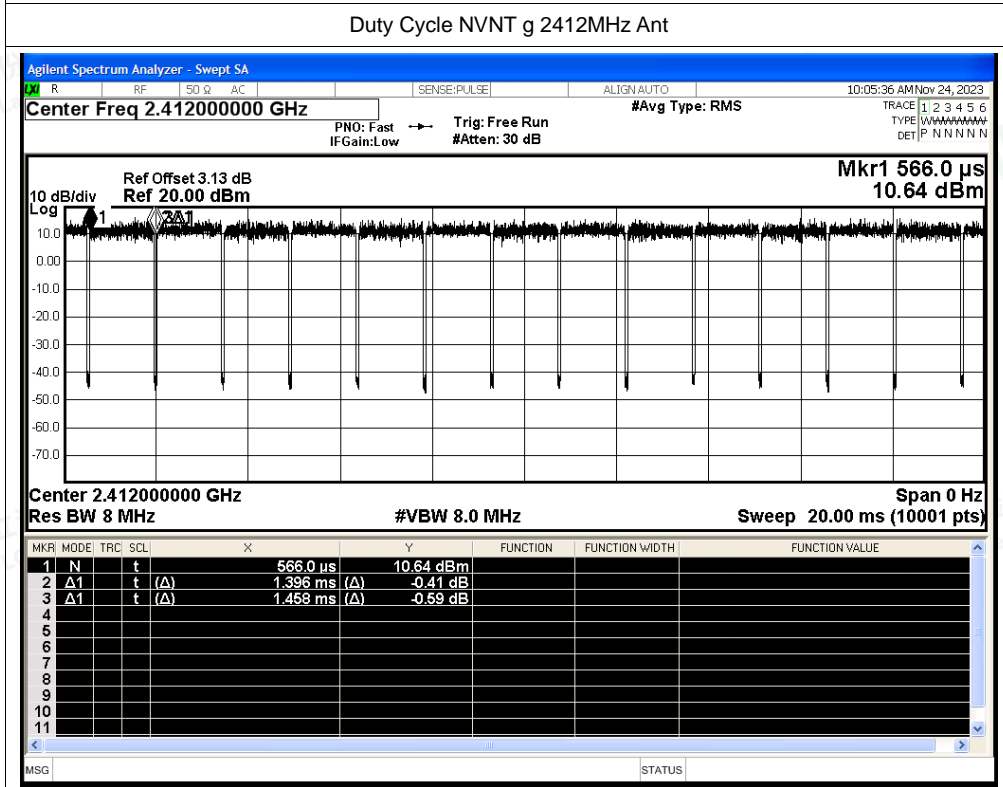 Duty Cycle NVNT g 2412MHz Ant
Agilent Spectrum Analyzer - Swept SA
LXI R RF 50 Ω AC SENSE:PULSE ALIGN AUTO 10:05:36 AM Nov 24, 2023
Center Freq 2.412000000 GHz #Avg Type: RMS TRACE 1 2 3 4 5 6
PNO: Fast Trig: Free Run TYPE
IFGain:Low #Atten: 30 dB DET P N N N N N
Mkr1 566.0 µs
10.64 dBm
Ref Offset 3.13 dB
10 dB/div Ref 20.00 dBm
Log
1 3Δ1
10.0
0.00
-10.0
-20.0
-30.0
-40.0
-50.0
-60.0
-70.0
Center 2.412000000 GHz Span 0 Hz
Res BW 8 MHz #VBW 8.0 MHz Sweep 20.00 ms (10001 pts)
MKR MODE TRC SCL X Y FUNCTION FUNCTION WIDTH FUNCTION VALUE
1 N t 566.0 µs 10.64 dBm
2 Δ1 t (Δ) 1.396 ms (Δ) -0.41 dB
3 Δ1 t (Δ) 1.458 ms (Δ) -0.59 dB
4
5
6
7
8
9
10
11
MSG STATUS